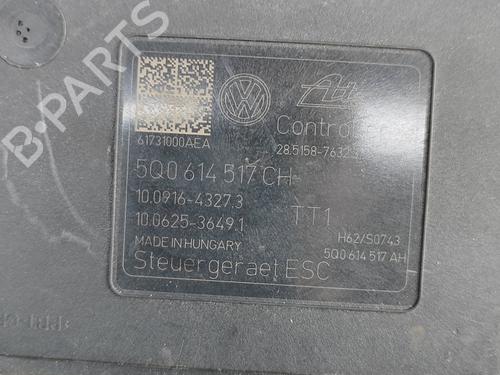 B-PARTS
Ate
61731000AEA
5Q0 614 517 CH
28.5158-7632
10.0916-4327.3
10.0625-3649.1
TT1
H62/S0743
MADE IN HUNGARY
5Q0 614 517 AH
Steuergeraet ESC